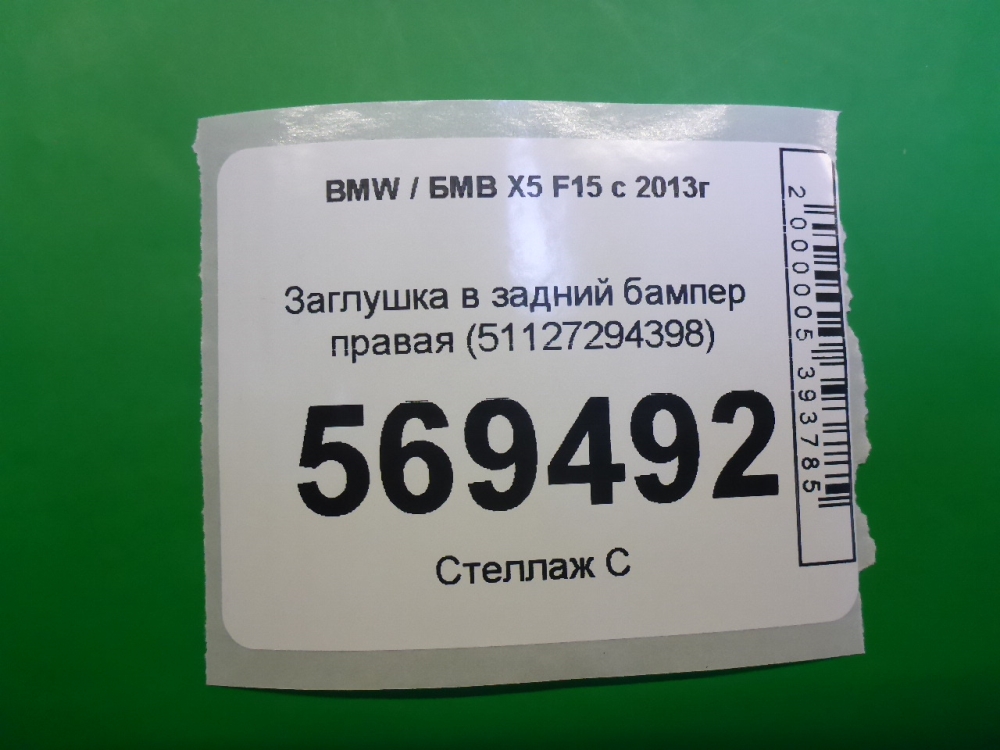 BMW / БМВ X5 F15 с 2013г
Заглушка в задний бампер
правая (51127294398)
569492
Стеллаж С
2 000005 393785